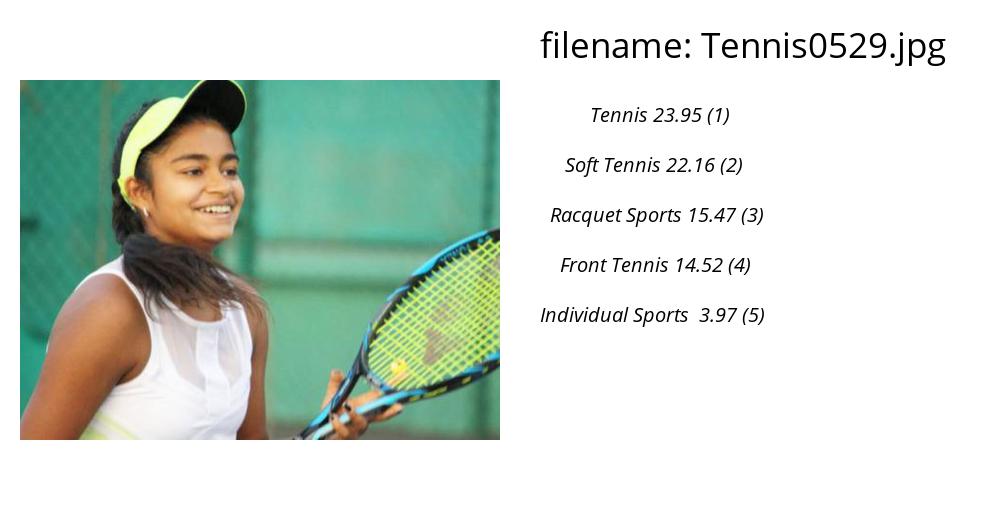 filename: Tennis0529.jpg
Tennis 23.95 (1)
Soft Tennis 22.16 (2)
Racquet Sports 15.47 (3)
Front Tennis 14.52 (4)
Individual Sports  3.97 (5)